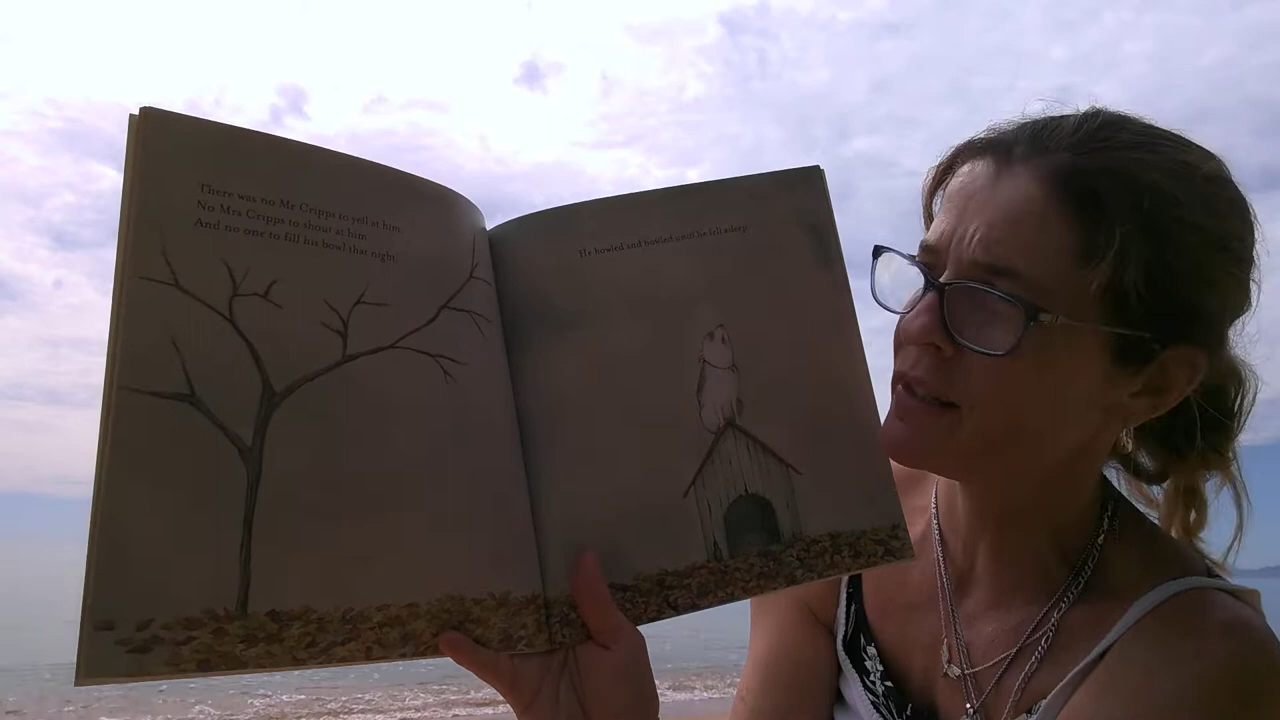 There was no Mr Cripps to yell at him.
No Mrs Cripps to shout at him.
And no one to fill his bowl that night.
He howled and howled until he fell asleep.